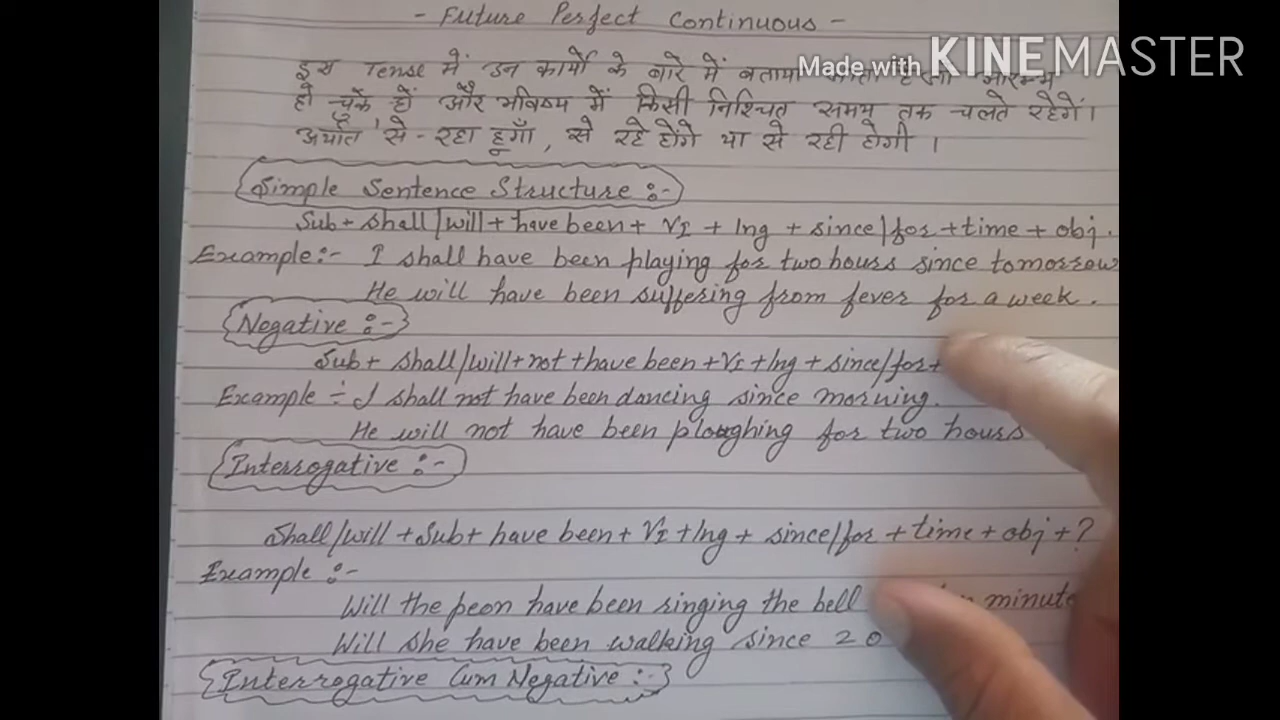 - Future Perfect Continuous -
Made with KINEMASTER
इस Tense में उन कार्यो के बारे में बताया
हो चूकें हों और भविष्य में किसी निश्चित समय तक चलते रहेगें।
अर्थात से - रहा हूगाँ, से रहे होंगे या से रही होगी ।
Simple Sentence Structure :-
Sub + shall/will + have been + V1 + Ing + since/for + time + obj.
Example :- I shall have been playing for two hours since tomorrow
He will have been suffering from fever for a week.
Negative :-
Sub + shall/will + not + have been + V1 + Ing + since/for +
Example ÷ I shall not have been dancing since morning.
He will not have been ploughing for two hours
Interrogative :-
Shall/will + Sub + have been + V1 + Ing + since/for + time + obj + ?
Example :-
Will the peon have been ringing the bell minute
Will she have been walking since 20
Interrogative Cum Negative :-